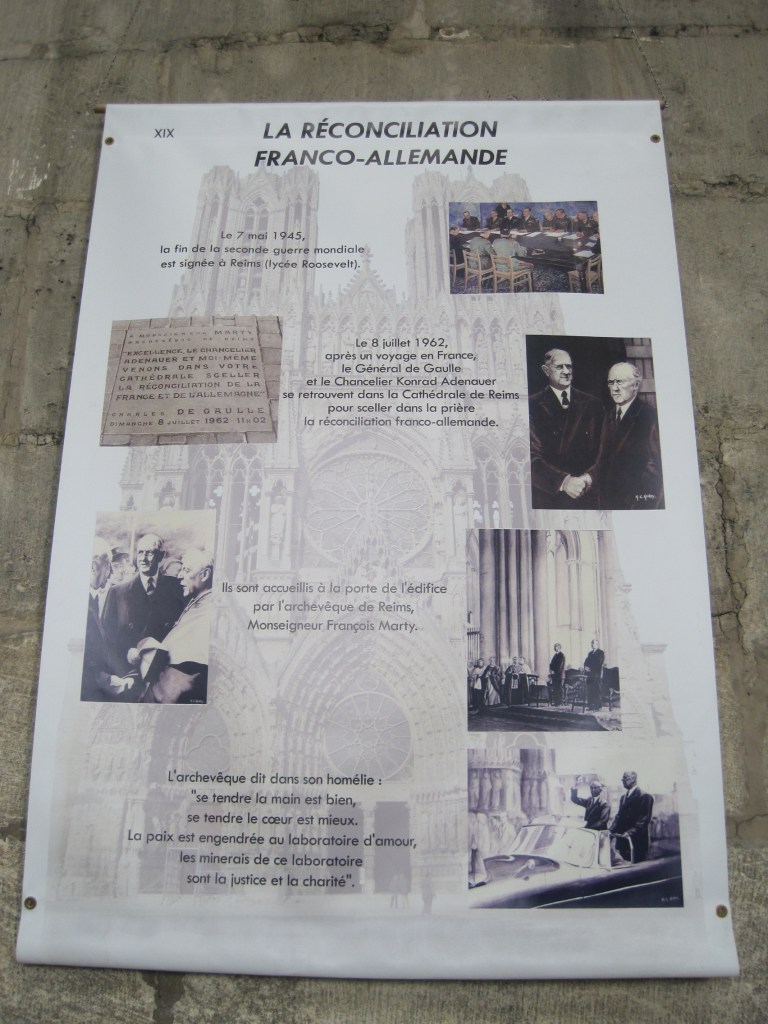 XIX
LA RÉCONCILIATION
FRANCO-ALLEMANDE
Le 7 mai 1945,
la fin de la seconde guerre mondiale
est signée à Reims (lycée Roosevelt).
A MONSEIGNEUR MARTY
ARCHEVÊQUE DE REIMS
"EXCELLENCE, LE CHANCELIER
ADENAUER ET MOI-MÊME
VENONS DANS VOTRE
CATHÉDRALE SCELLER
LA RÉCONCILIATION DE LA
FRANCE ET DE L'ALLEMAGNE"
CHARLES DE GAULLE
DIMANCHE 8 JUILLET 1962 11H02
Le 8 juillet 1962,
après un voyage en France,
le Général de Gaulle
et le Chancelier Konrad Adenauer
se retrouvent dans la Cathédrale de Reims
pour sceller dans la prière
la réconciliation franco-allemande.
Ils sont accueillis à la porte de l'édifice
par l'archevêque de Reims,
Monseigneur François Marty.
L'archevêque dit dans son homélie :
"se tendre la main est bien,
se tendre le cœur est mieux.
La paix est engendrée au laboratoire d'amour,
les minerais de ce laboratoire
sont la justice et la charité".